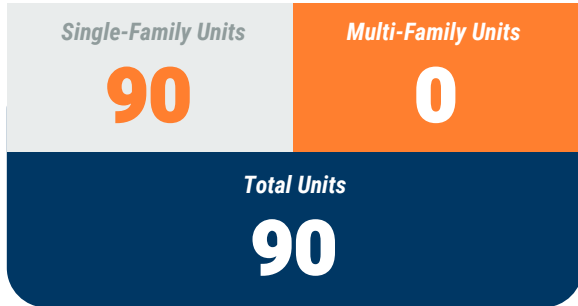 Single-Family Units
Multi-Family Units
90
0
Total Units
90